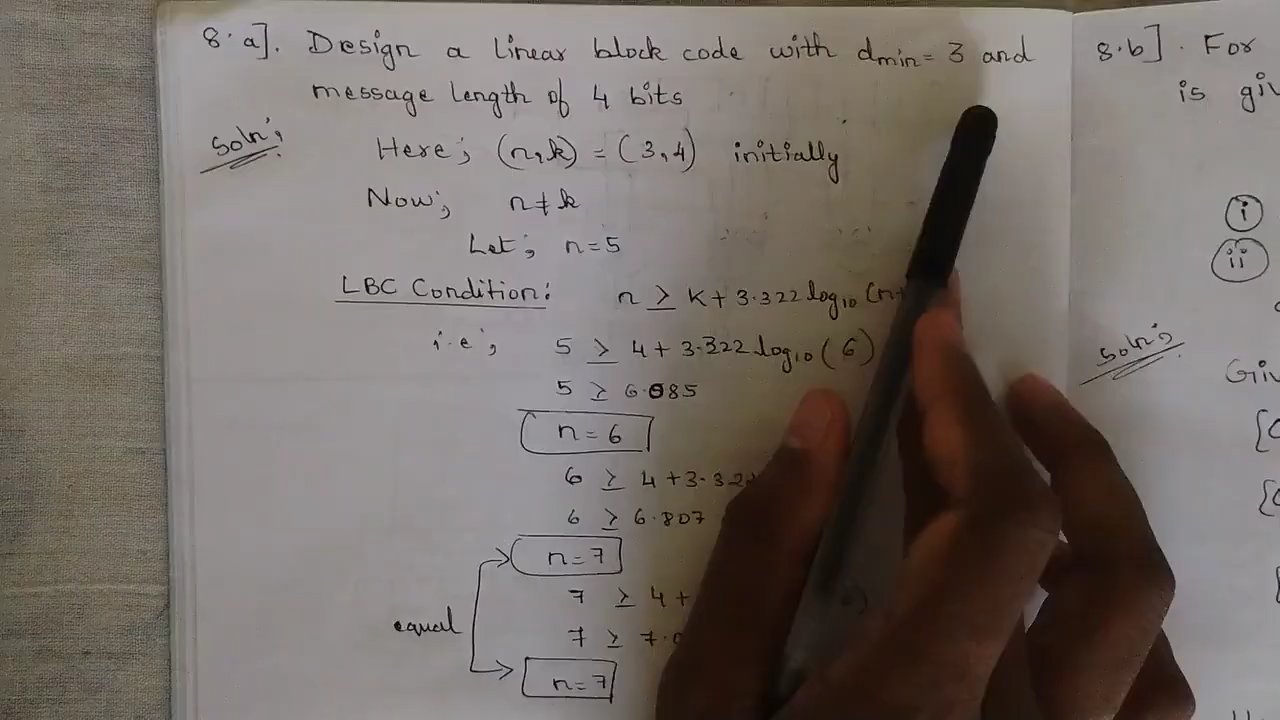 8.a]. Design a linear block code with dmin = 3 and
message length of 4 bits
Soln;
Here; (n,k) = (3,4) initially
Now; n ≠ k
Let; n=5
LBC Condition: n ≥ k + 3.322 log10 (n+
i.e; 5 ≥ 4 + 3.322 log10 (6)
5 ≥ 6.085
n = 6
6 ≥ 4 + 3.322
6 ≥ 6.807
n = 7
7 ≥ 4 +
equal
7 ≥ 7.0
n = 7
8.b]. For
is giv
i
ii
Soln;
Giv